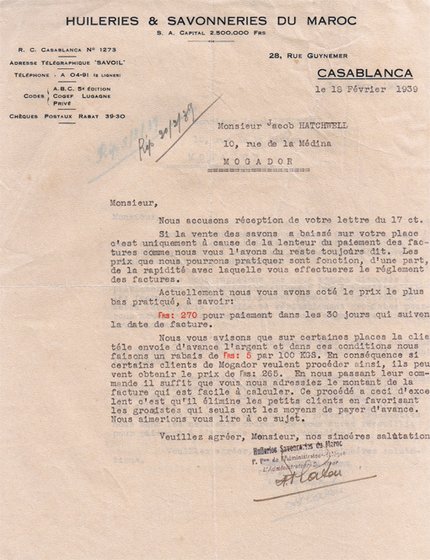 HUILERIES & SAVONNERIES DU MAROC
S. A. CAPITAL 2.500.000 FRS
R. C. CASABLANCA Nº 1273
ADRESSE TÉLÉGRAPHIQUE "SAVOIL"
TÉLÉPHONE - A 04-91 (2 LIGNES)
CODES: A.B.C. 5e ÉDITION
COGEF LUGAGNE
PRIVÉ
CHÈQUES POSTAUX RABAT 39-30
28, RUE GUYNEMER
CASABLANCA
le 18 Février 1939
Rép 20/2/39
Monsieur Jacob HATCHWELL
10, rue de la Médina
MOGADOR
Monsieur,
Nous accusons réception de votre lettre du 17 ct.
Si la vente des savons a baissé sur votre place
c'est uniquement à cause de la lenteur du paiement des fac-
tures comme nous vous l'avons du reste toujours dit. Les
prix que nous pourrons pratiquer sont fonction, d'une part,
de la rapidité avec laquelle vous effectuerez le réglement
des factures.
Actuellement nous vous avons coté le prix le plus
bas pratiqué, à savoir:
FRS: 270 pour paiement dans les 30 jours qui suiven
la date de facture.
Nous vous avisons que sur certaines places la clie
téle envoie d'avance l'argent et dans ces conditions nous
faisons un rabais de FRS: 5 par 100 KGS. En conséquence si
certains clients de Mogador veulent procéder ainsi, ils peu
vent obtenir le prix de Frs 265. En nous passant leur com-
mande il suffit que vous nous adressiez le montant de la
facture qui est facile à calculer. Ce procédé a ceci d'exce
lent c'est qu'il élimine les petits clients en favorisant
les grossistes qui seuls ont les moyens de payer d'avance.
Nous aimerions vous lire à ce sujet.
Veuillez agréer, Monsieur, nos sincères salutation
Huileries Savonneries du Maroc